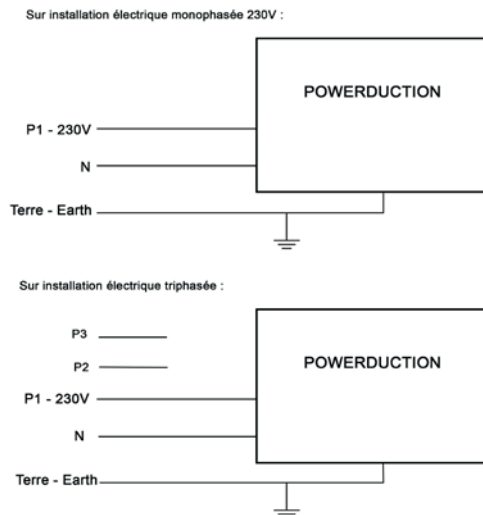 Sur installation électrique monophasée 230V :
POWERDUCTION
P1 - 230V
N
Terre - Earth
Sur installation électrique triphasée :
P3
P2
POWERDUCTION
P1 - 230V
N
Terre - Earth